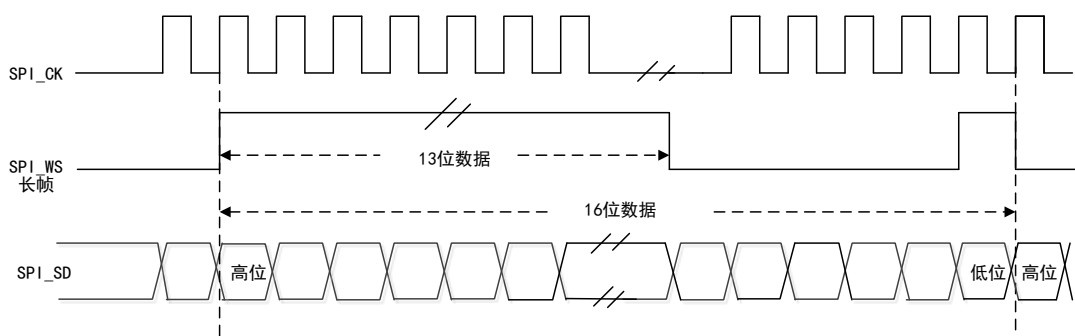 SPI_CK
13位数据
SPI_WS
长帧
16位数据
SPI_SD
高位
低位
高位